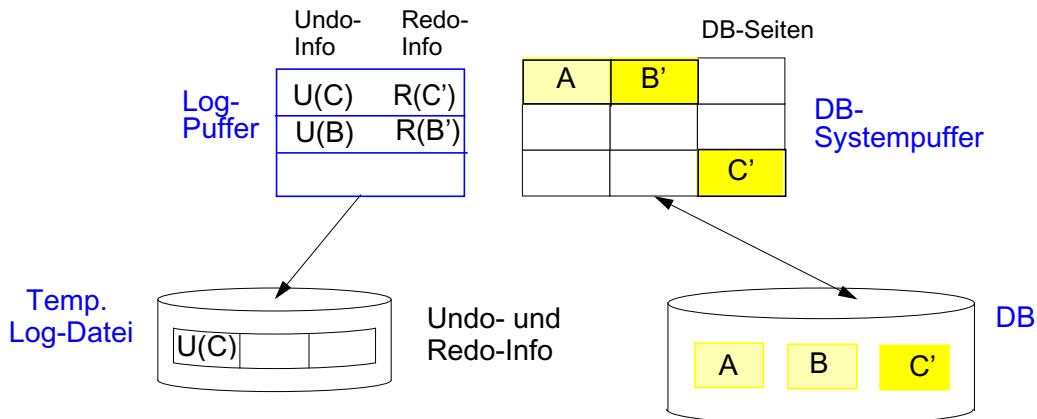 Undo-
Info
Redo-
Info
DB-Seiten
Log-
Puffer
U(C) R(C’)
U(B) R(B’)
A B’
C’
DB-
Systempuffer
Temp.
Log-Datei
U(C)
Undo- und
Redo-Info
A B C’
DB